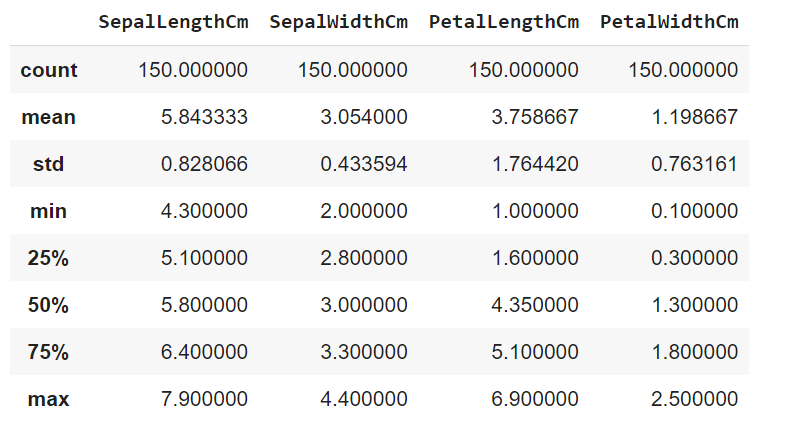 SepalLengthCm SepalWidthCm PetalLengthCm PetalWidthCm
count 150.000000 150.000000 150.000000 150.000000
mean 5.843333 3.054000 3.758667 1.198667
std 0.828066 0.433594 1.764420 0.763161
min 4.300000 2.000000 1.000000 0.100000
25% 5.100000 2.800000 1.600000 0.300000
50% 5.800000 3.000000 4.350000 1.300000
75% 6.400000 3.300000 5.100000 1.800000
max 7.900000 4.400000 6.900000 2.500000